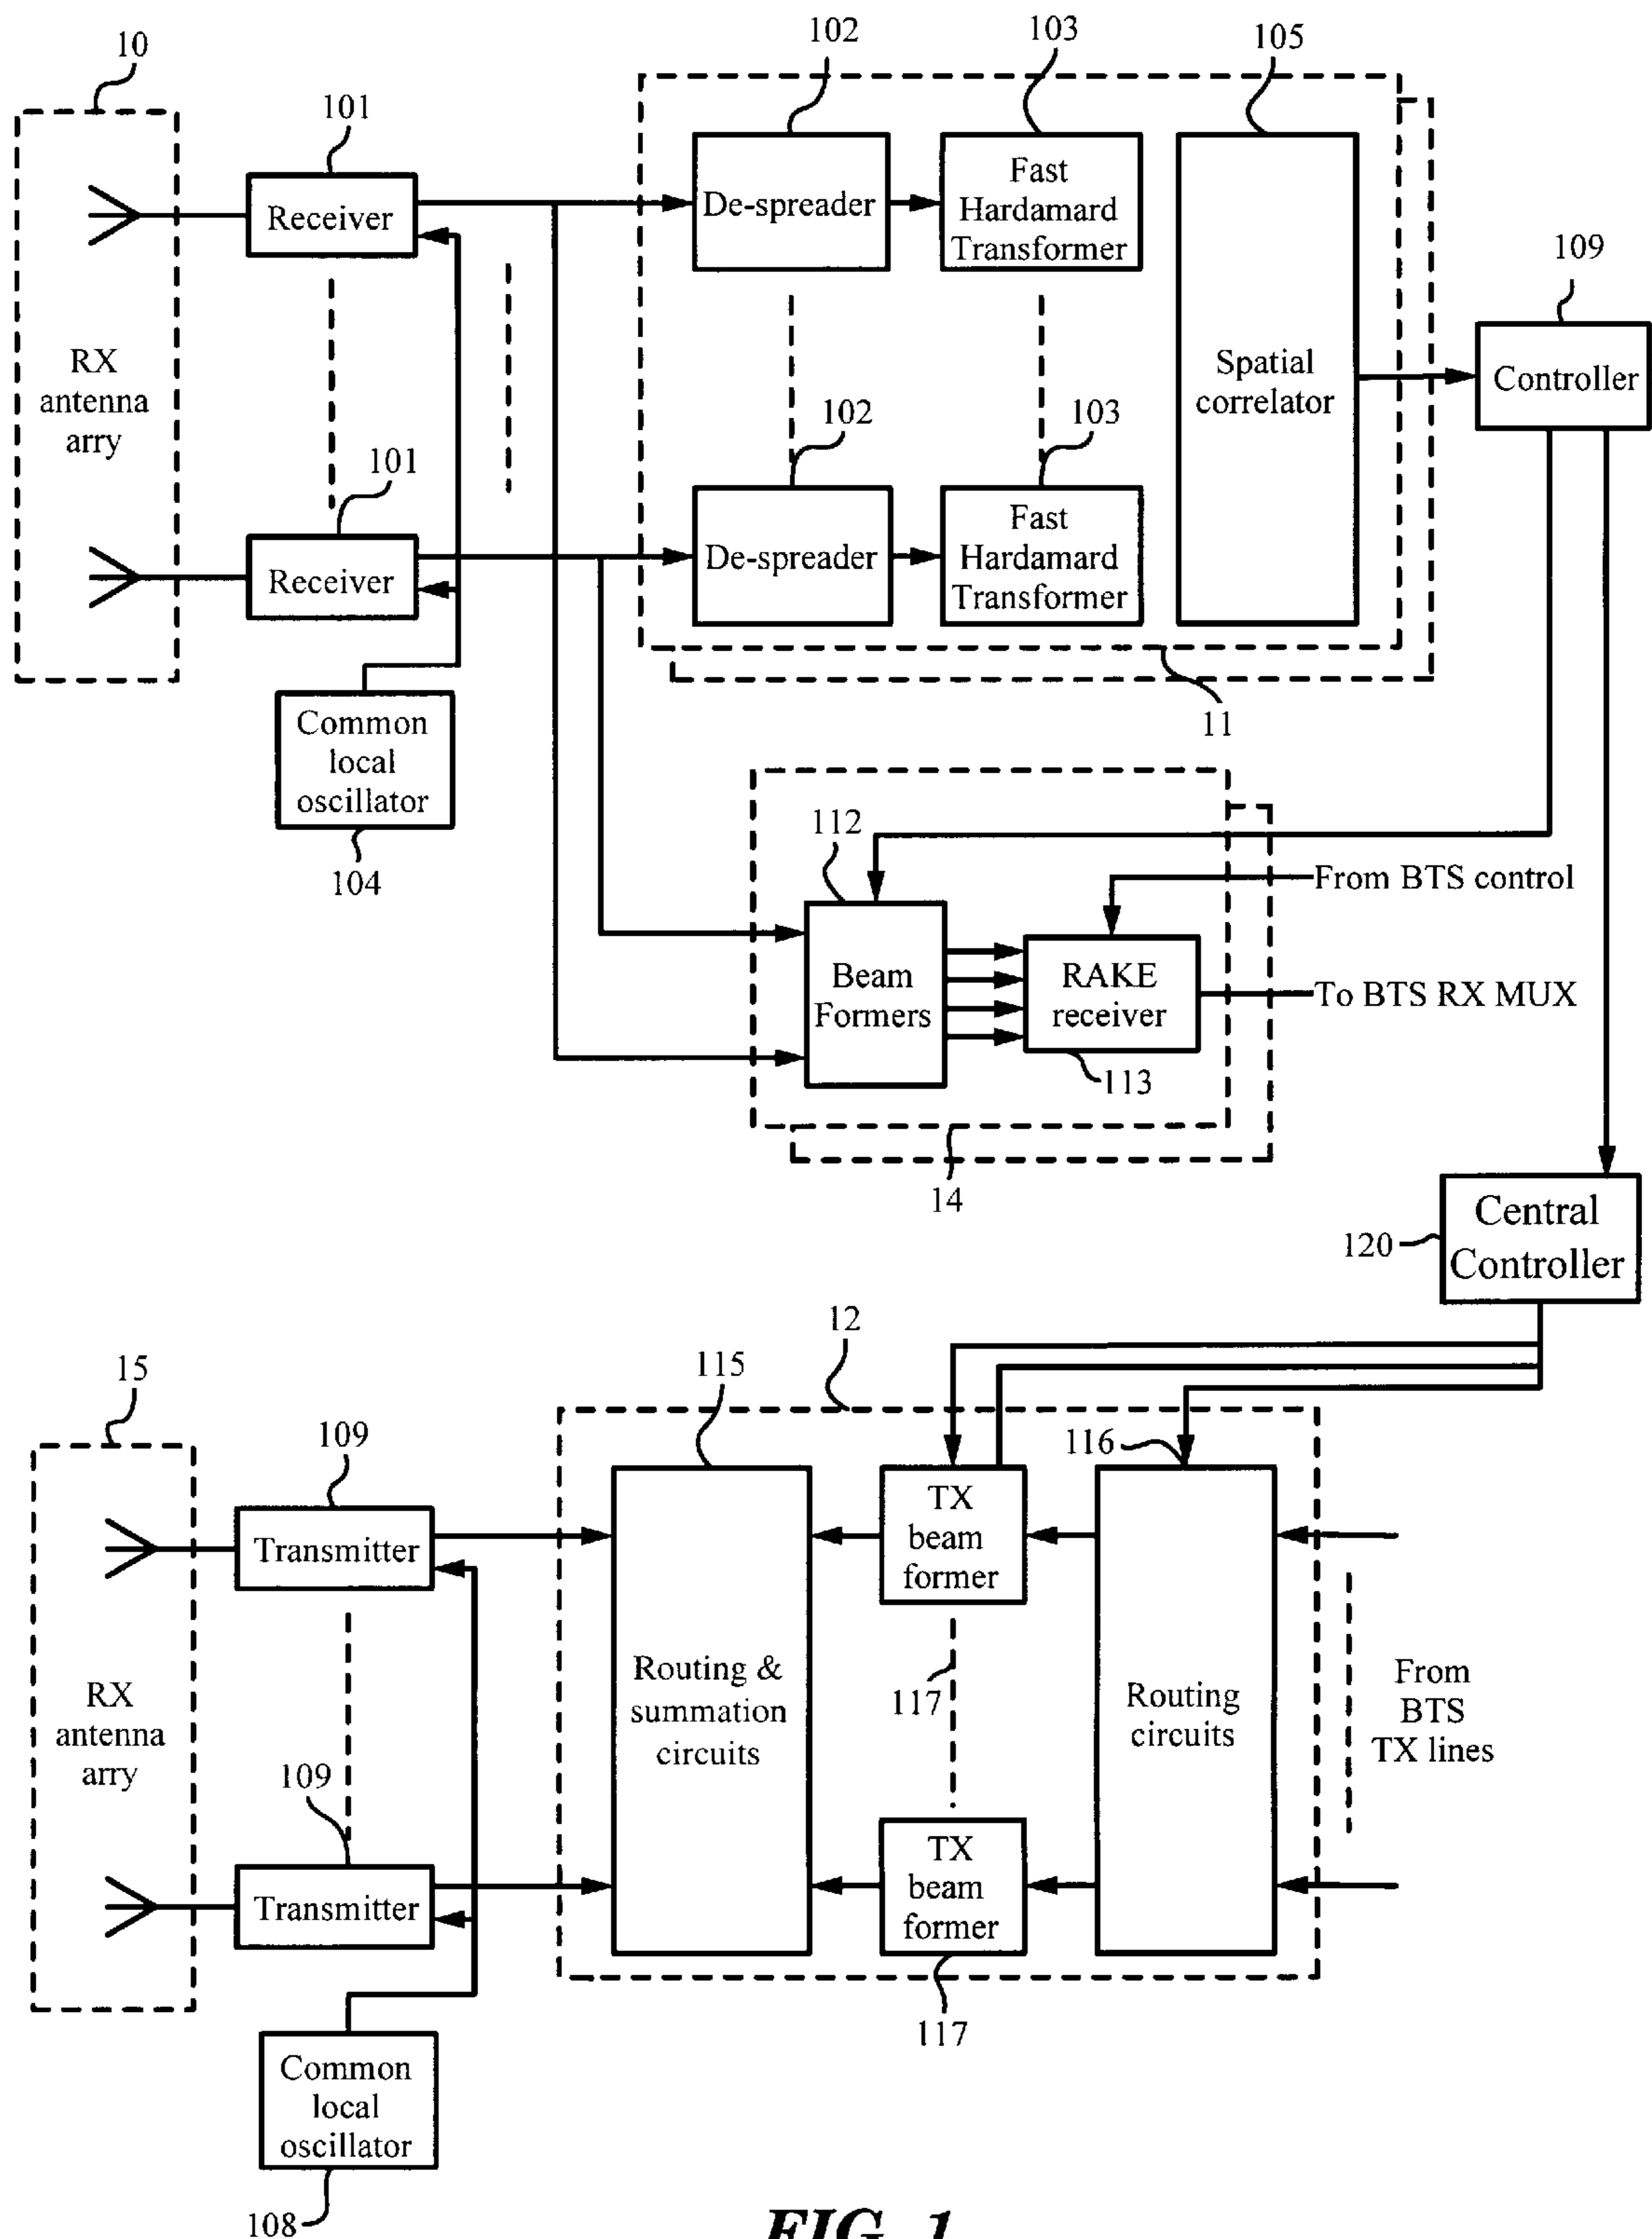 102
103
105
10
101
Receiver
De-spreader
Fast
Hardamard
Transformer
109
RX
antenna
arry
Spatial
correlator
Controller
101
102
103
Receiver
De-spreader
Fast
Hardamard
Transformer
Common
local
oscillator
104
11
112
From BTS control
Beam
Formers
RAKE
receiver
To BTS RX MUX
113
14
Central
Controller
120
12
15
115
109
116
Transmitter
TX
beam
former
RX
antenna
arry
Routing &
summation
circuits
117
Routing
circuits
From
BTS
TX lines
109
Transmitter
TX
beam
former
117
Common
local
oscillator
108
FIG. 1